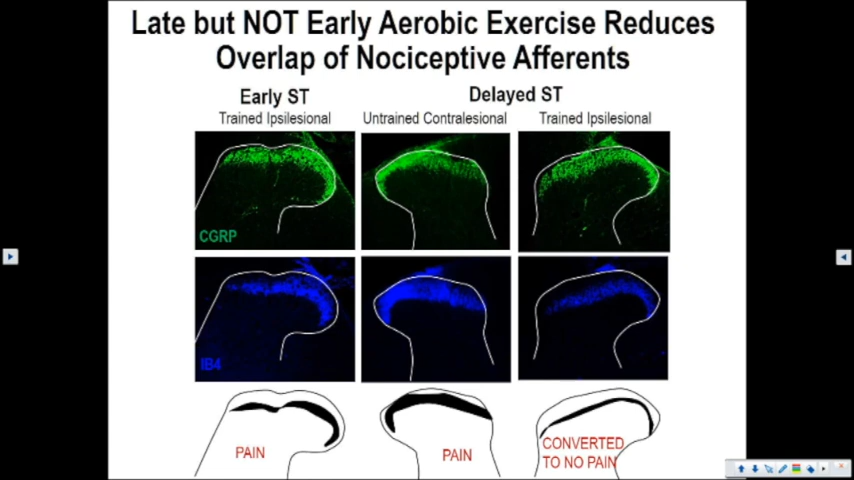 Late but NOT Early Aerobic Exercise Reduces
Overlap of Nociceptive Afferents
Early ST
Delayed ST
Trained Ipsilesional
Untrained Contralesional
Trained Ipsilesional
CGRP
IB4
PAIN
PAIN
CONVERTED
TO NO PAIN